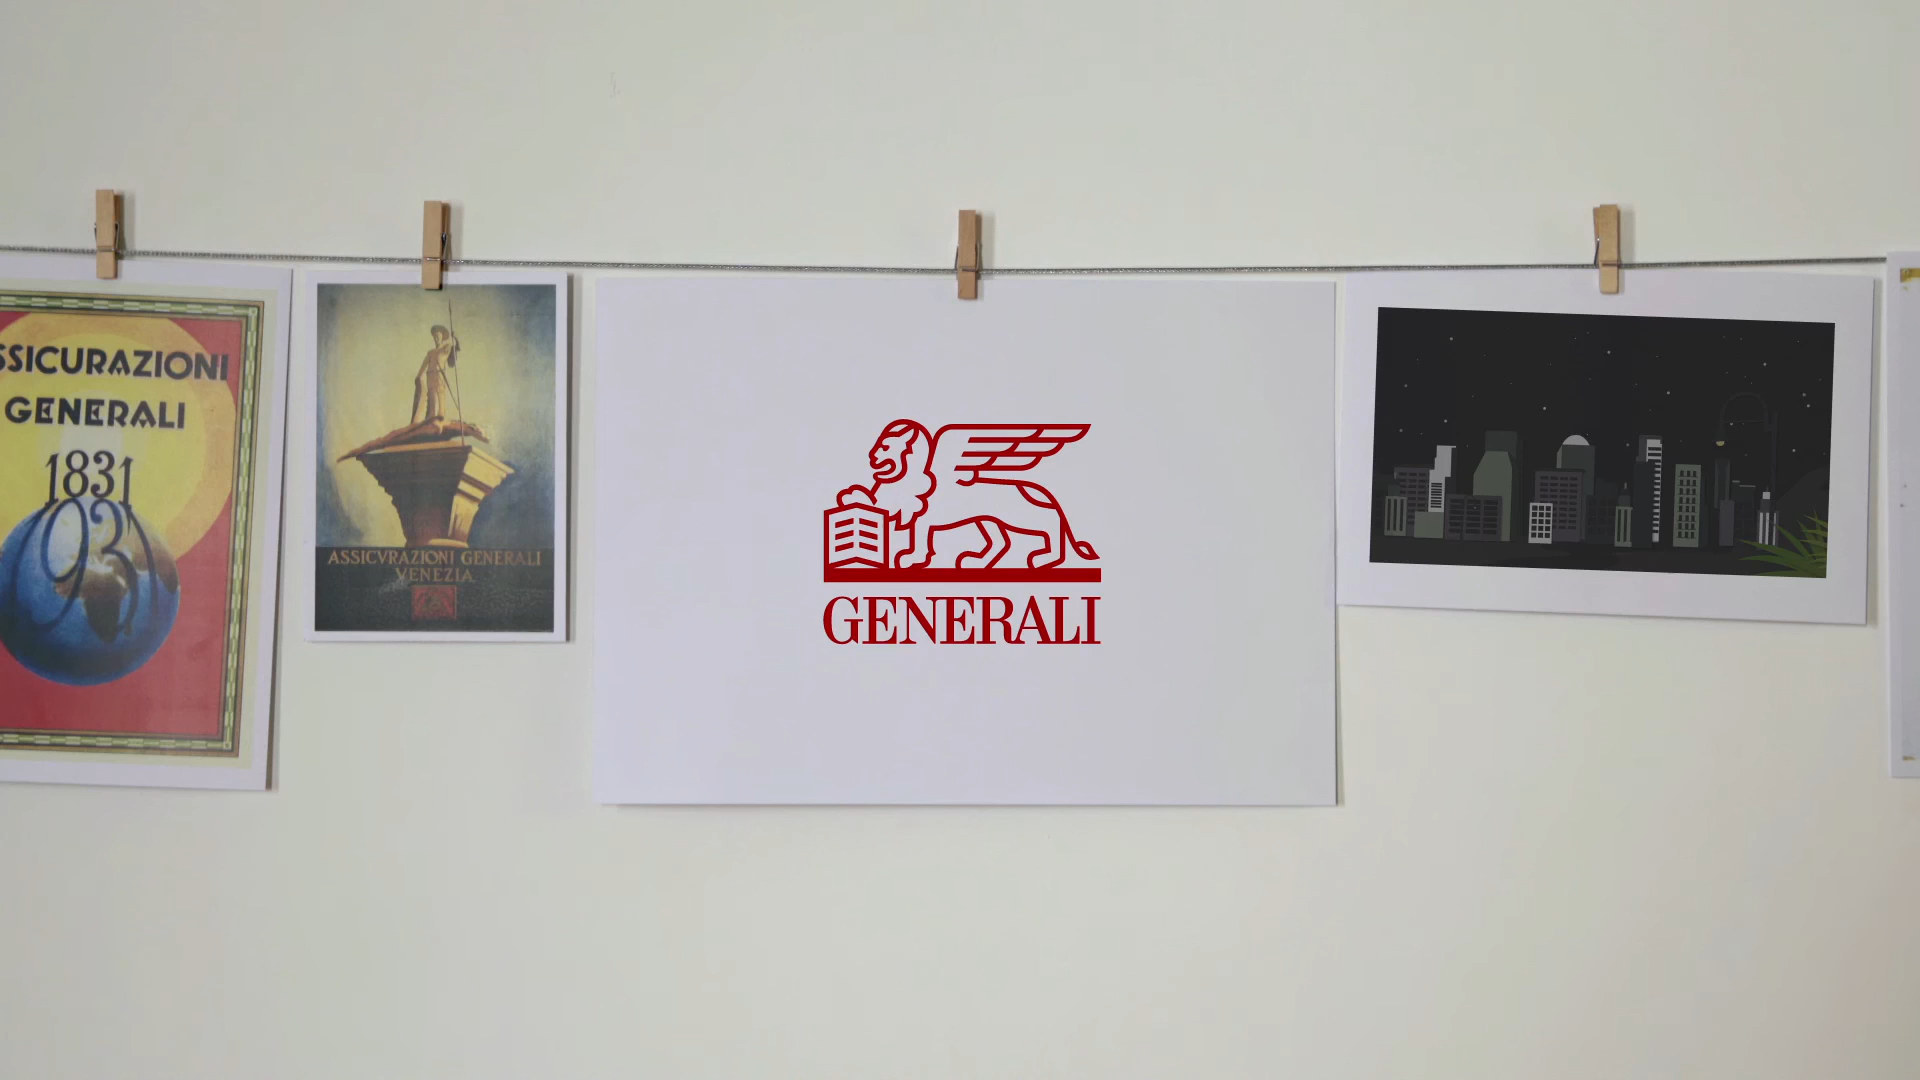 SSICURAZIONI
GENERALI
1831
1931
ASSICVRAZIONI GENERALI
VENEZIA
GENERALI